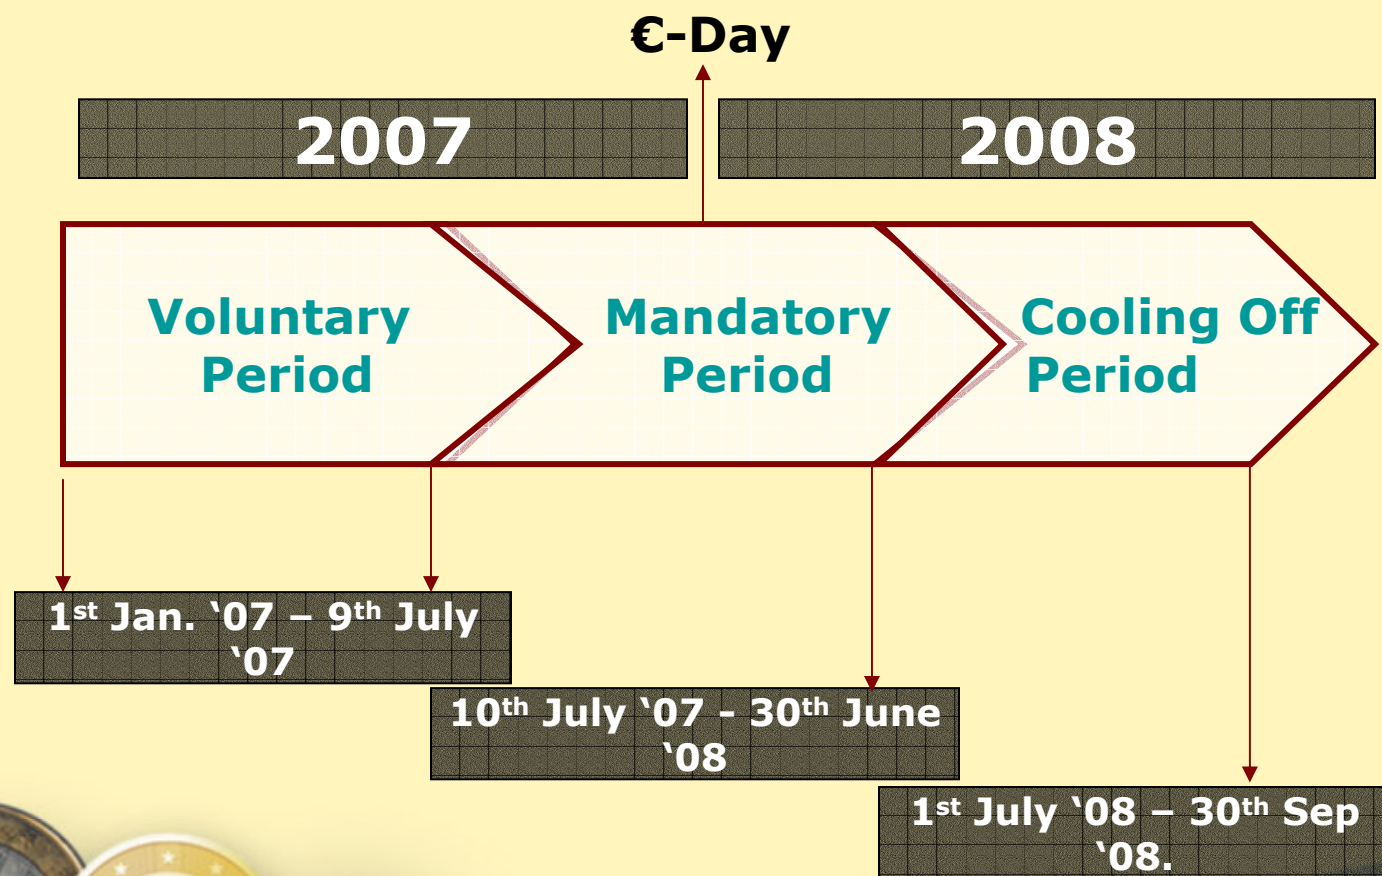 €-Day
2007
2008
Voluntary
Period
Mandatory
Period
Cooling Off
Period
1st Jan. ‘07 – 9th July
‘07
10th July ‘07 - 30th June
‘08
1st July ‘08 – 30th Sep
‘08.